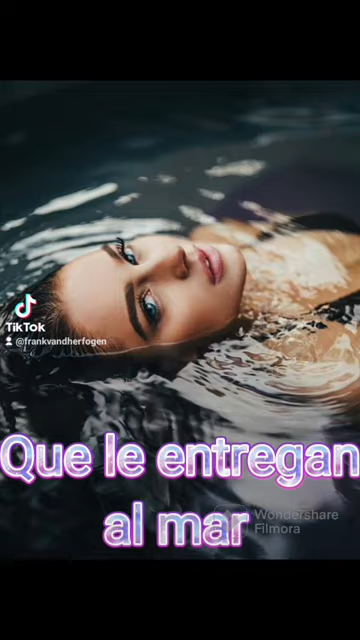 TikTok
@frankvandherfogen
Que le entregan
al mar
Wondershare
Filmora